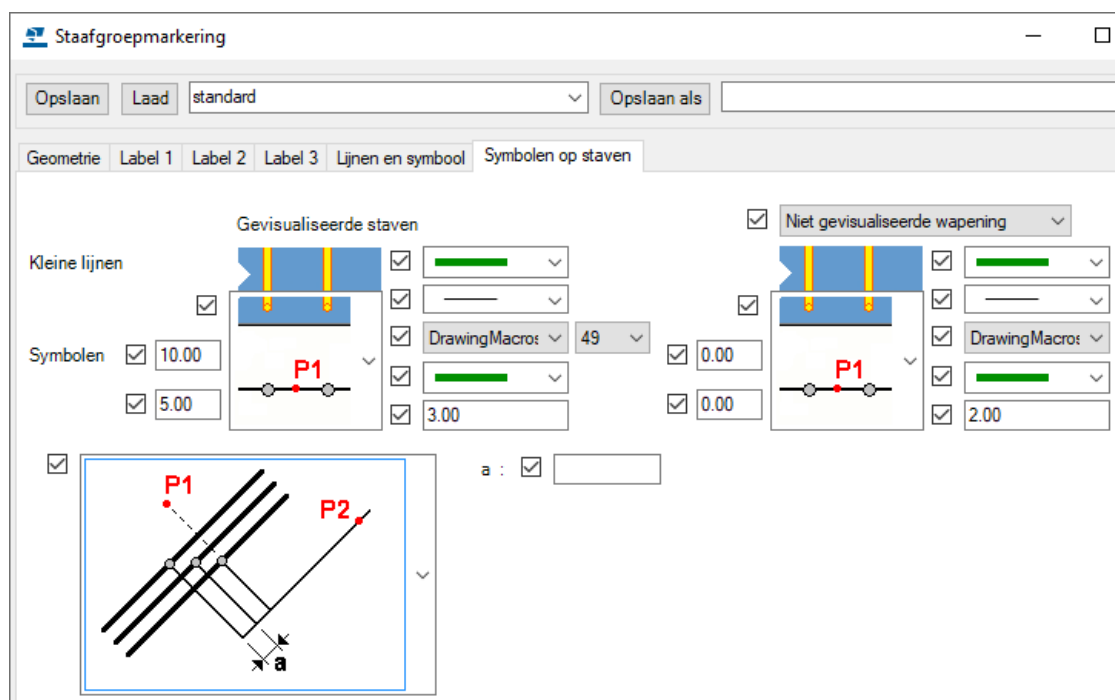 Staafgroepmarkering
Opslaan Laad standard Opslaan als
Geometrie Label 1 Label 2 Label 3 Lijnen en symbool Symbolen op staven
Gevisualiseerde staven Niet gevisualiseerde wapening
Kleine lijnen
Symbolen 10.00 P1 DrawingMacros 49 0.00 P1 DrawingMacros
5.00 3.00 0.00 2.00
P1 P2 a a :